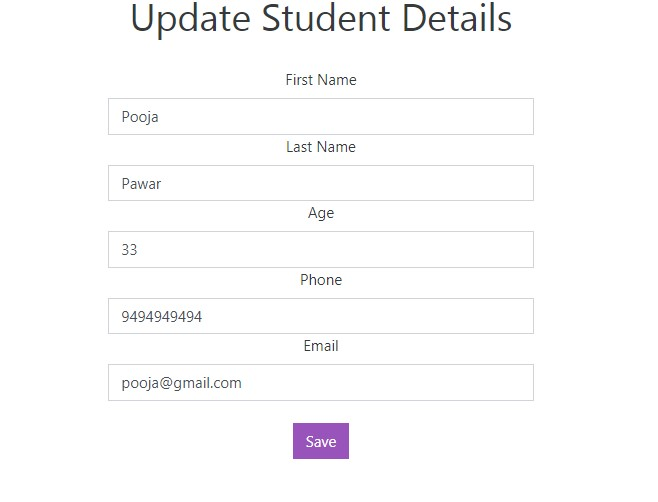 Update Student Details
First Name
Pooja
Last Name
Pawar
Age
33
Phone
9494949494
Email
pooja@gmail.com
Save